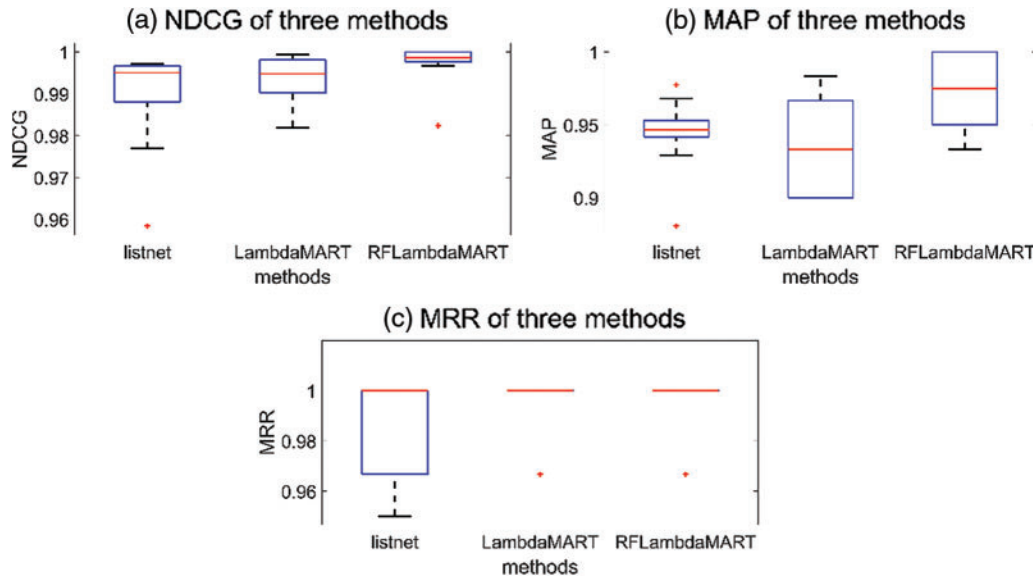 (a) NDCG of three methods
1
0.99
0.98
0.97
0.96
NDCG
listnet LambdaMART RFLambdaMART
methods
(b) MAP of three methods
1
0.95
0.9
MAP
listnet LambdaMART RFLambdaMART
methods
(c) MRR of three methods
1
0.98
0.96
MRR
listnet LambdaMART RFLambdaMART
methods